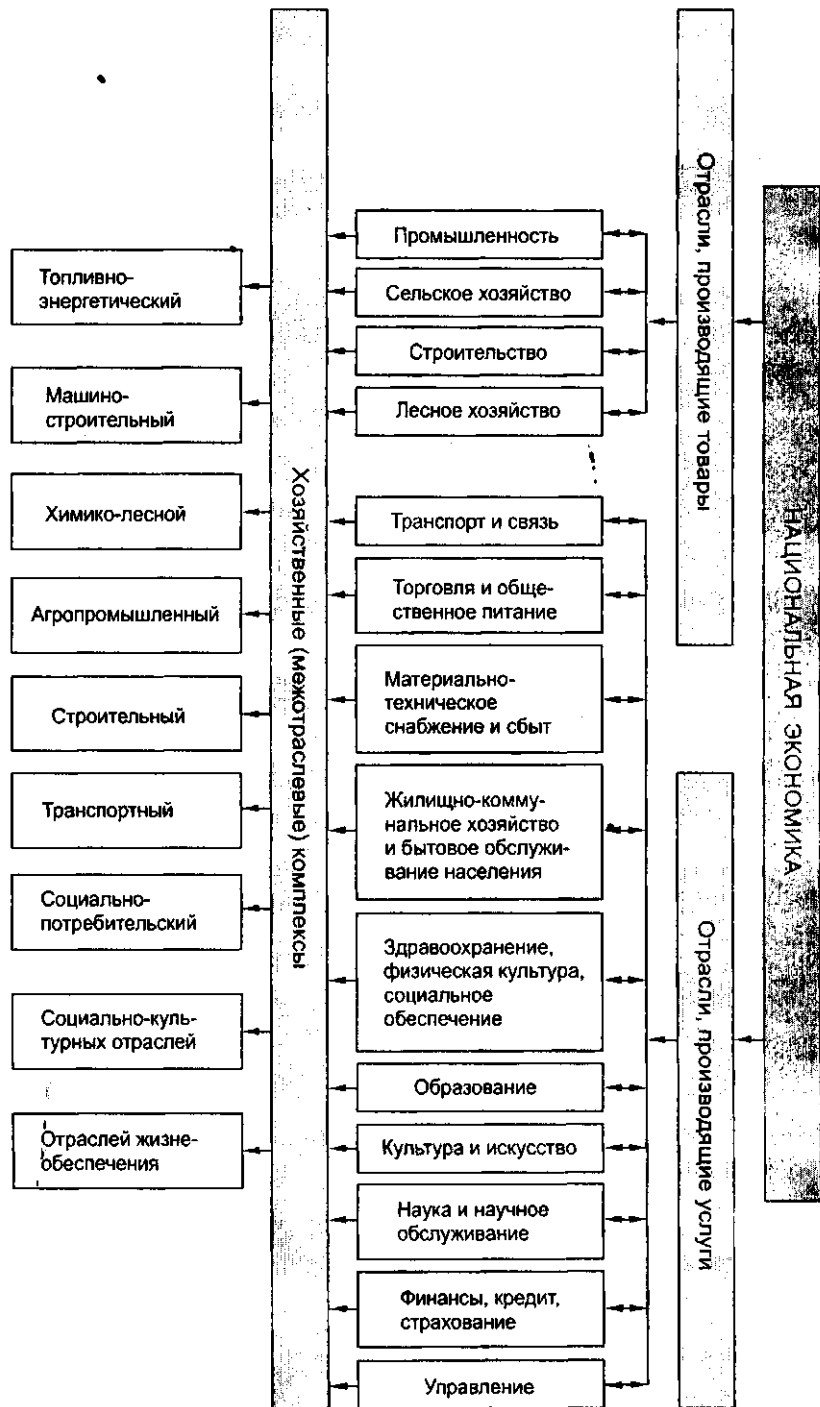 НАЦИОНАЛЬНАЯ ЭКОНОМИКА
Отрасли, производящие товары
Отрасли, производящие услуги
Промышленность
Сельское хозяйство
Строительство
Лесное хозяйство
Транспорт и связь
Торговля и обще-
ственное питание
Материально-
техническое
снабжение и сбыт
Жилищно-комму-
нальное хозяйство
и бытовое обслужи-
вание населения
Здравоохранение,
физическая культура,
социальное
обеспечение
Образование
Культура и искусство
Наука и научное
обслуживание
Финансы, кредит,
страхование
Управление
Хозяйственные (межотраслевые) комплексы
Топливно-
энергетический
Машино-
строительный
Химико-лесной
Агропромышленный
Строительный
Транспортный
Социально-
потребительский
Социально-куль-
турных отраслей
Отраслей жизне-
обеспечения